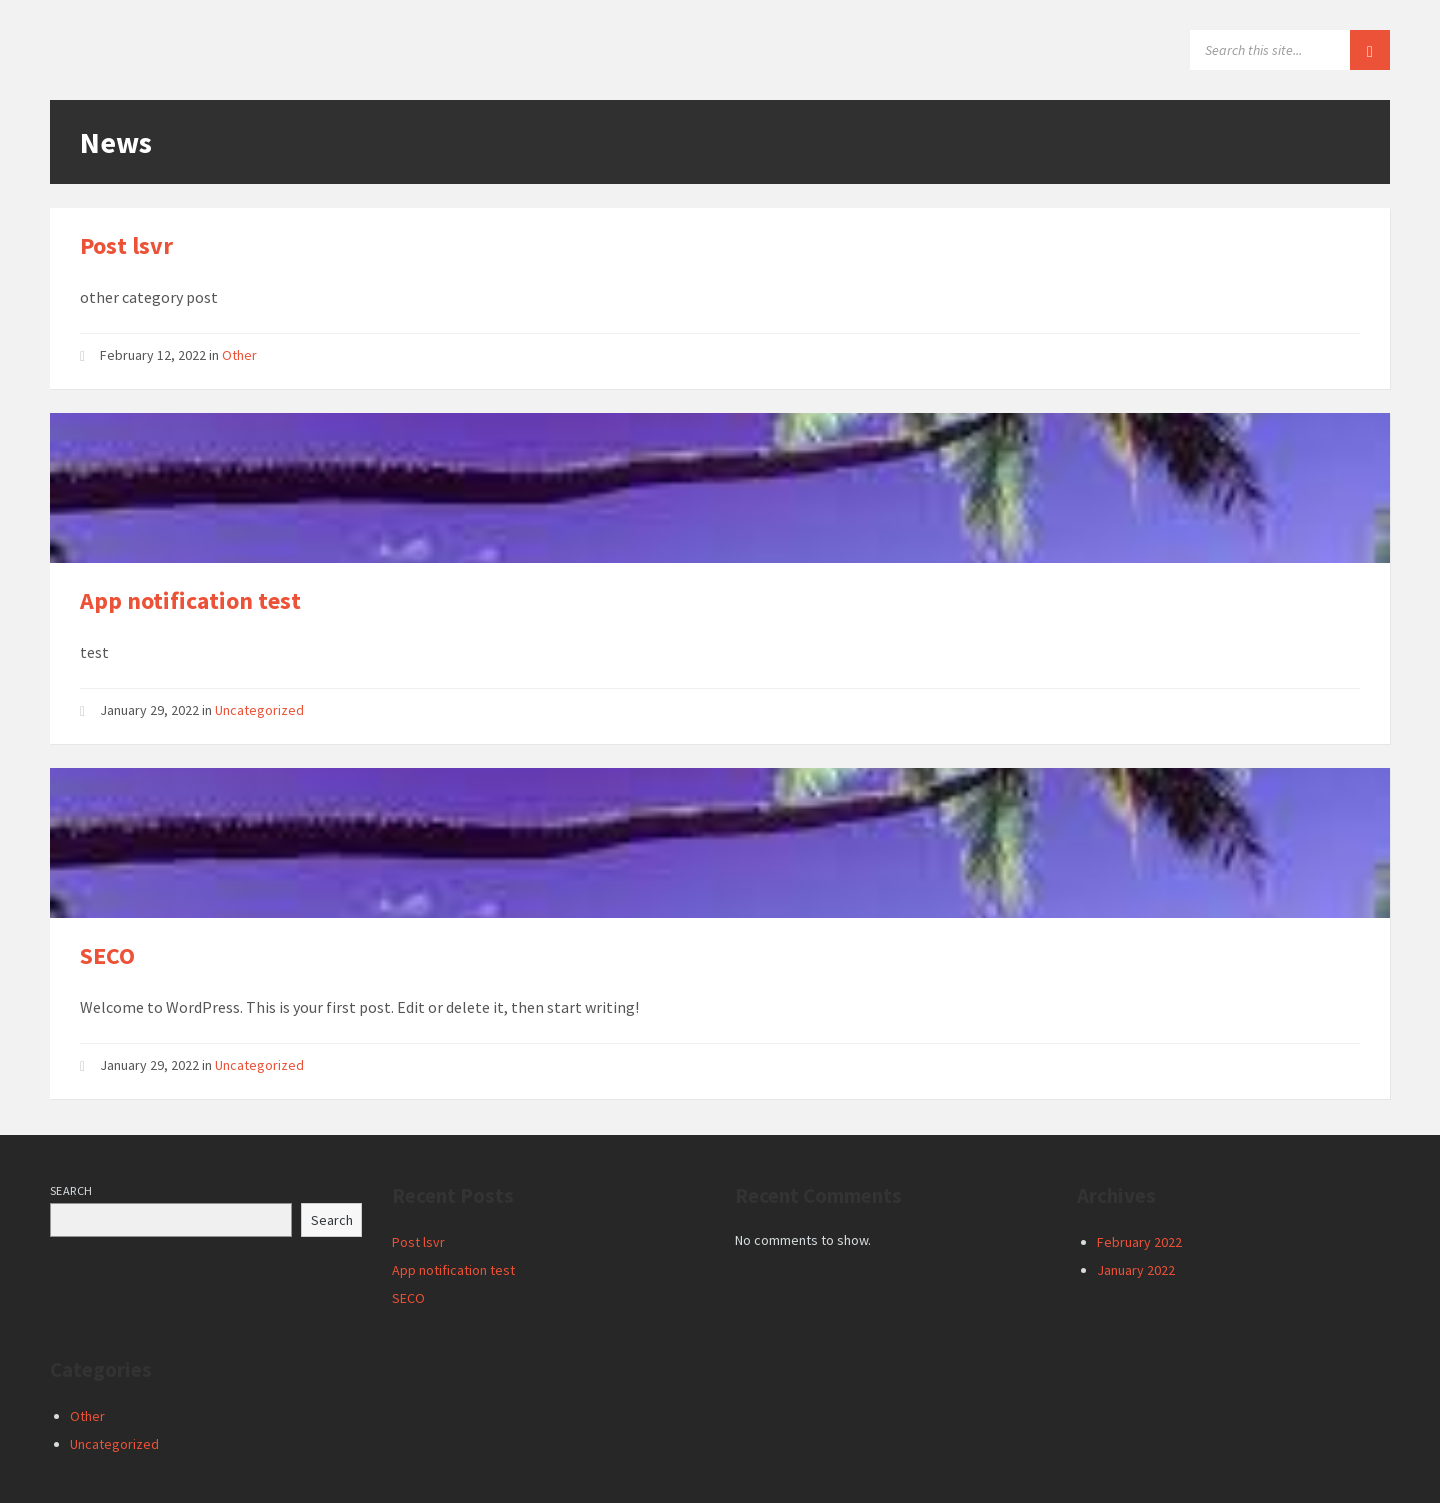 Search this site...
News
Post lsvr
other category post
February 12, 2022 in Other
App notification test
test
January 29, 2022 in Uncategorized
SECO
Welcome to WordPress. This is your first post. Edit or delete it, then start writing!
January 29, 2022 in Uncategorized
SEARCH
Search
Recent Posts
Post lsvr
App notification test
SECO
Recent Comments
No comments to show.
Archives
February 2022
January 2022
Categories
Other
Uncategorized